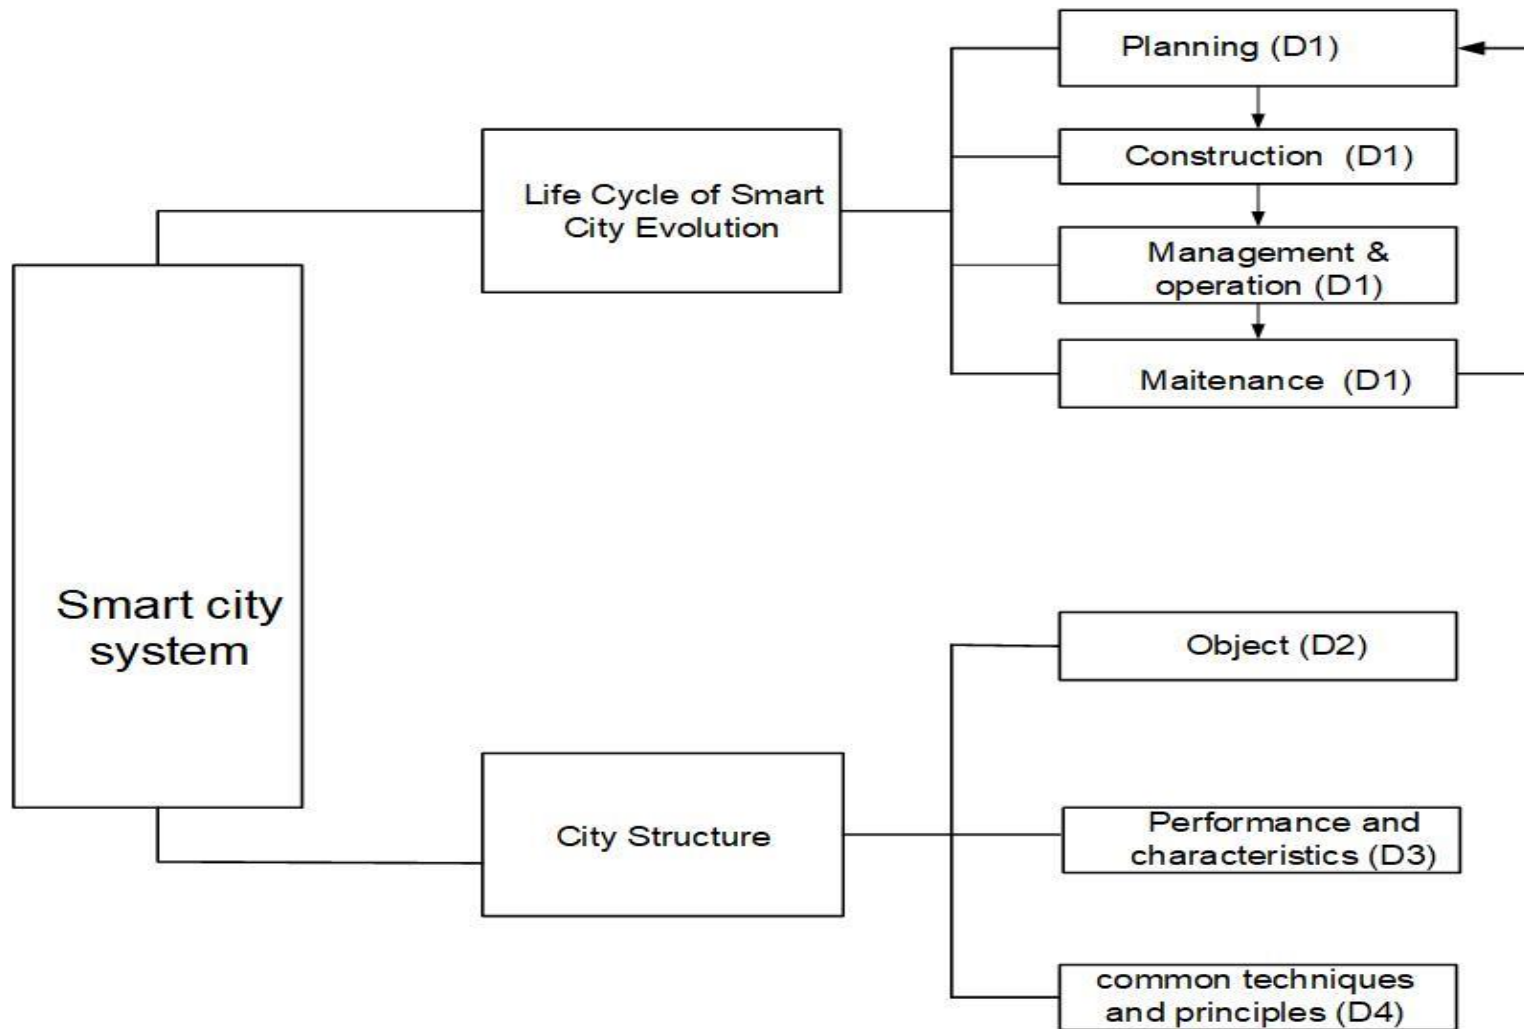 Planning (D1)
Construction (D1)
Life Cycle of Smart
City Evolution
Management &
operation (D1)
Maitenance (D1)
Smart city
system
Object (D2)
City Structure
Performance and
characteristics (D3)
common techniques
and principles (D4)